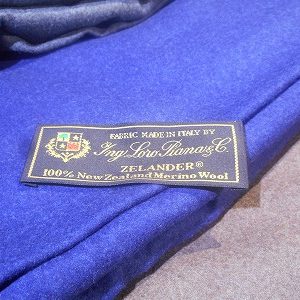 FABRIC MADE IN ITALY BY
Ing. Loro Piana & C
ZELANDER®
100% New Zealand Merino Wool